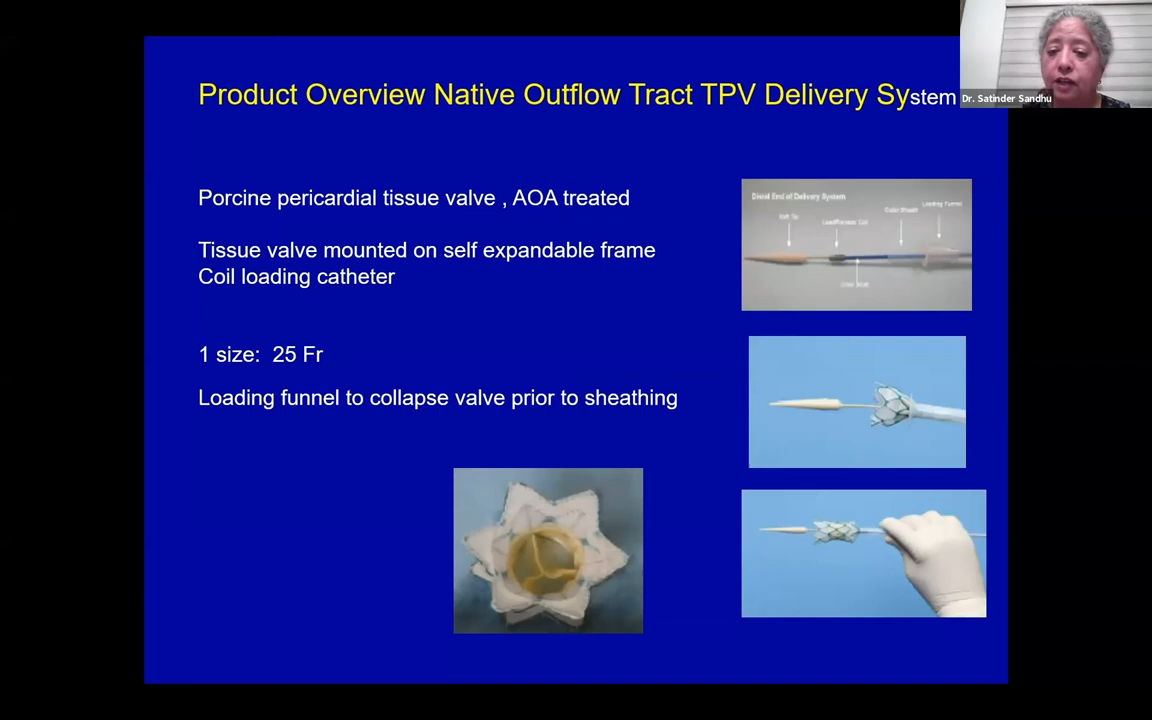 Product Overview Native Outflow Tract TPV Delivery System
Dr. Satinder Sandhu
Porcine pericardial tissue valve , AOA treated
Tissue valve mounted on self expandable frame
Coil loading catheter
1 size: 25 Fr
Loading funnel to collapse valve prior to sheathing
Distal End of Delivery System
Loading Funnel